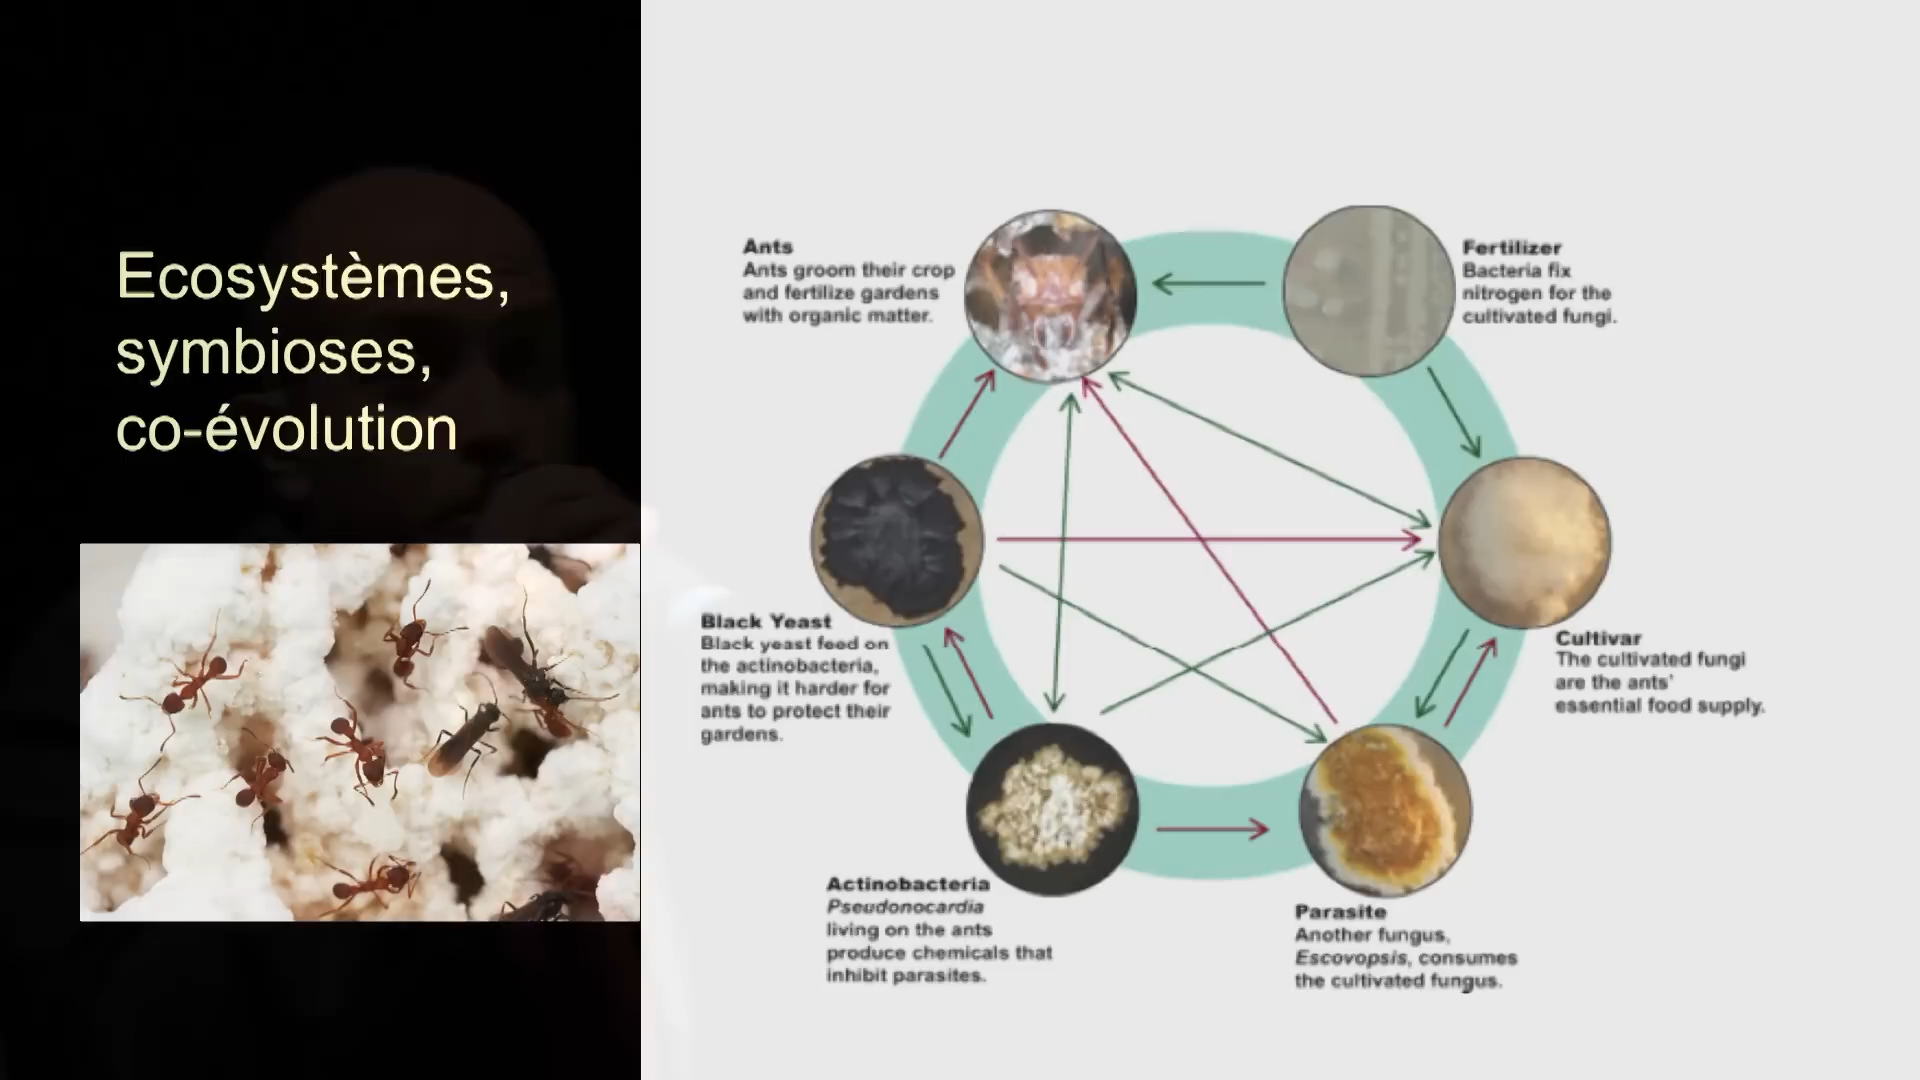 Ecosystèmes,
symbioses,
co-évolution
Ants
Ants groom their crop
and fertilize gardens
with organic matter.
Fertilizer
Bacteria fix
nitrogen for the
cultivated fungi.
Black Yeast
Black yeast feed on
the actinobacteria,
making it harder for
ants to protect their
gardens.
Cultivar
The cultivated fungi
are the ants'
essential food supply.
Actinobacteria
Pseudonocardia
living on the ants
produce chemicals that
inhibit parasites.
Parasite
Another fungus,
Escovopsis, consumes
the cultivated fungus.